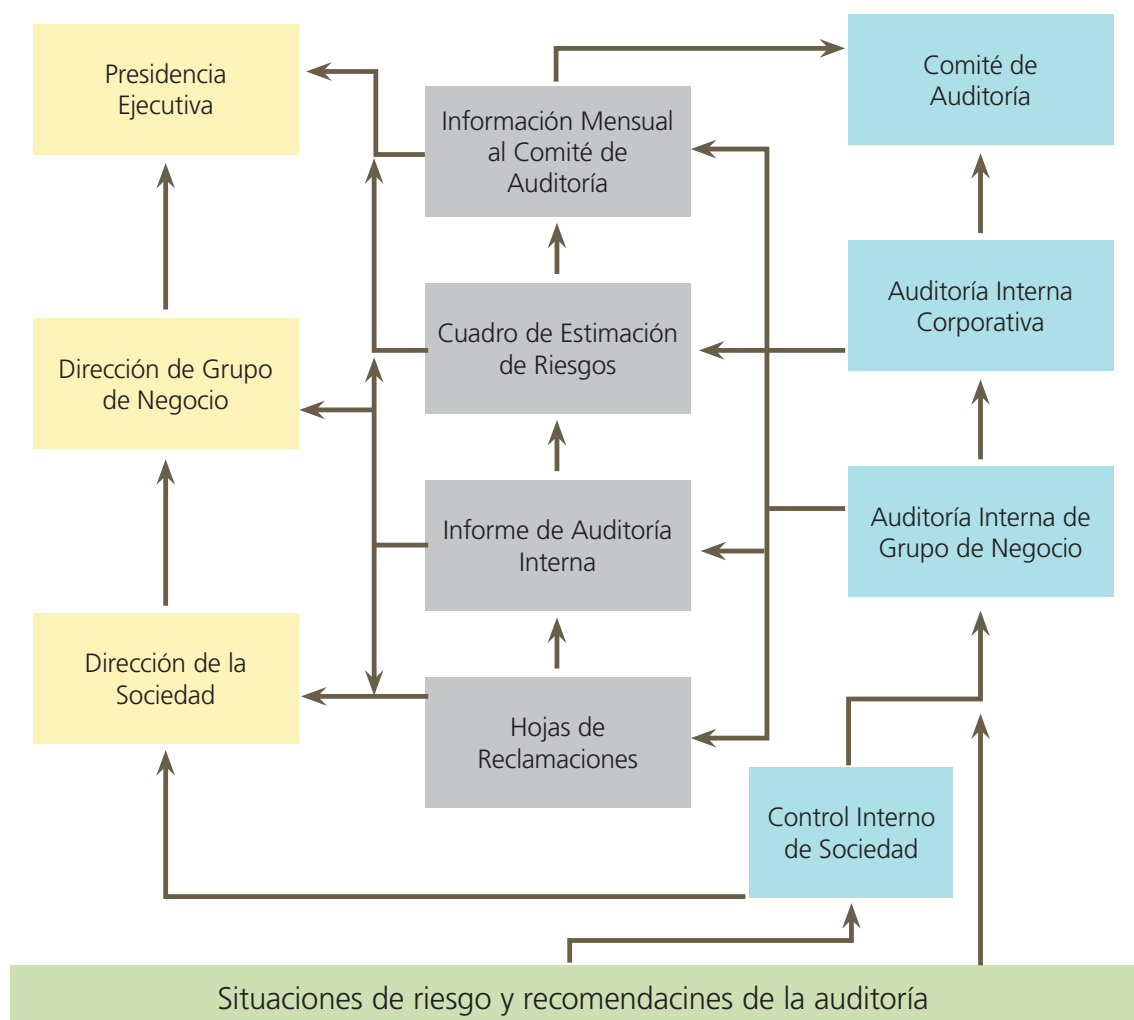 Presidencia
Ejecutiva
Información Mensual
al Comité de
Auditoría
Comité de
Auditoría
Dirección de Grupo
de Negocio
Cuadro de Estimación
de Riesgos
Auditoría Interna
Corporativa
Informe de Auditoría
Interna
Auditoría Interna de
Grupo de Negocio
Dirección de la
Sociedad
Hojas de
Reclamaciones
Control Interno
de Sociedad
Situaciones de riesgo y recomendacines de la auditoría